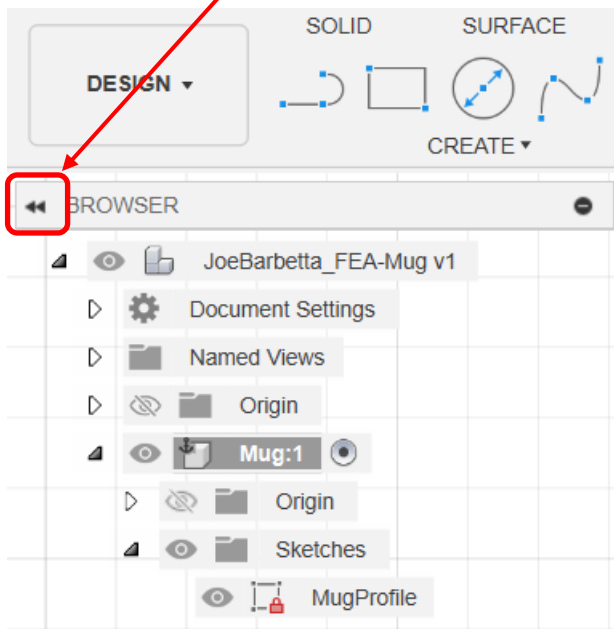 SOLID SURFACE
DESIGN
CREATE
BROWSER
JoeBarbetta_FEA-Mug v1
Document Settings
Named Views
Origin
Mug:1
Origin
Sketches
MugProfile